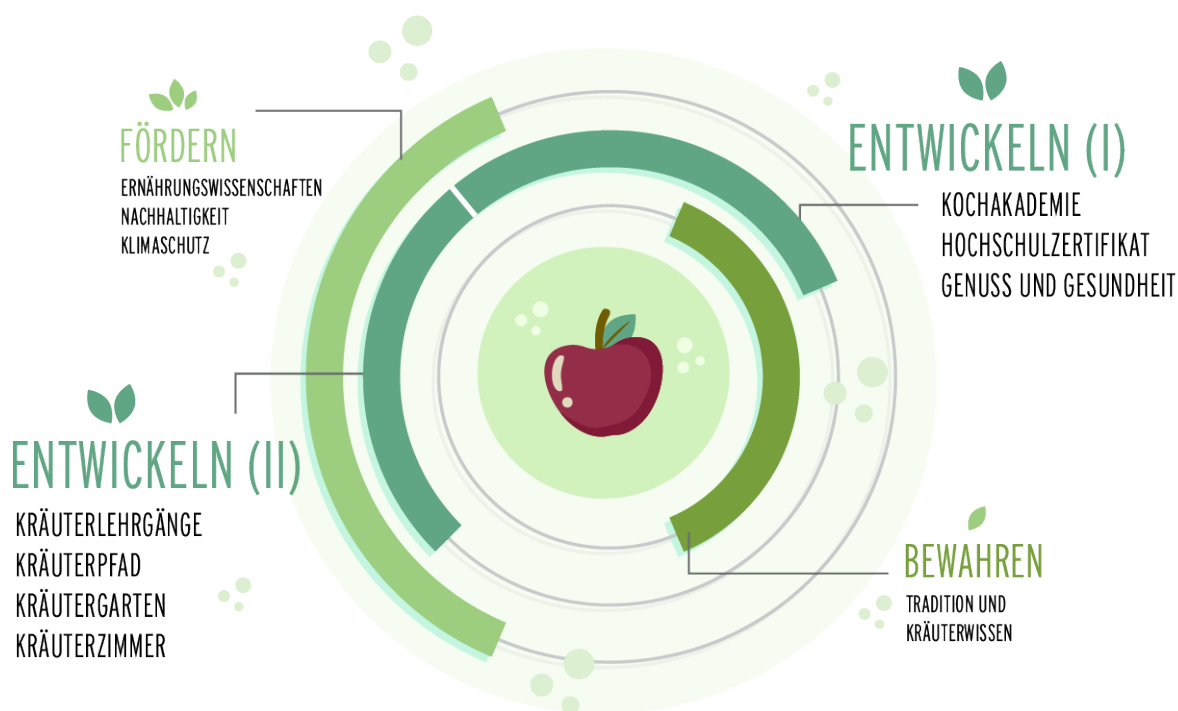 FÖRDERN
ERNÄHRUNGSWISSENSCHAFTEN
NACHHALTIGKEIT
KLIMASCHUTZ
ENTWICKELN (I)
KOCHAKADEMIE
HOCHSCHULZERTIFIKAT
GENUSS UND GESUNDHEIT
ENTWICKELN (II)
KRÄUTERLEHRGÄNGE
KRÄUTERPFAD
KRÄUTERGARTEN
KRÄUTERZIMMER
BEWAHREN
TRADITION UND
KRÄUTERWISSEN